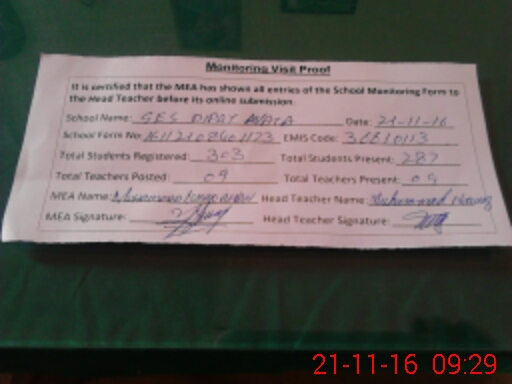 Monitoring Visit Proof
It is certified that the MEA has shown all entries of the School Monitoring Form to
the Head Teacher before its online submission.
School Name: GES Date: 21-11-16
School Form No: EMIS Code:
Total Students Registered: 303 Total Students Present: 287
Total Teachers Posted: 09 Total Teachers Present: 09
MEA Name: Muhammad Head Teacher Name: Muhammad Nawaz
MEA Signature: Head Teacher Signature:
21-11-16 09:29